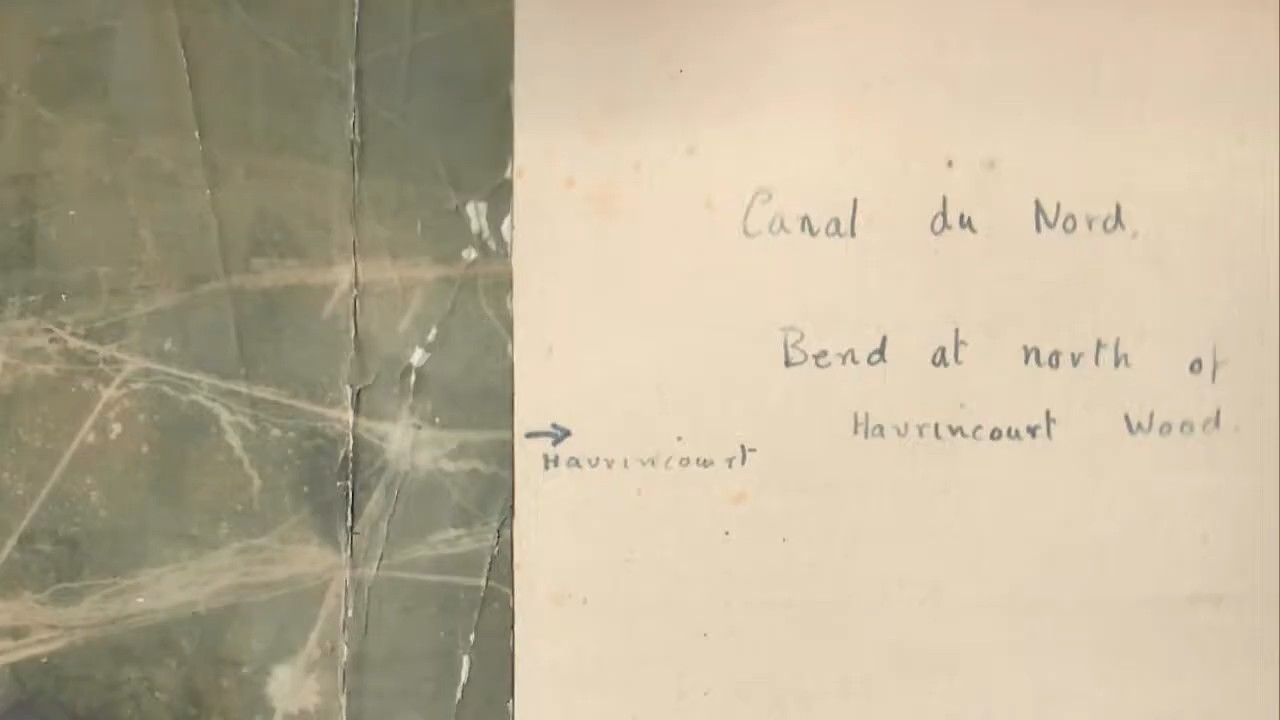 Canal du Nord.
Bend at north of
Havrincourt Wood.
→
Havrincourt